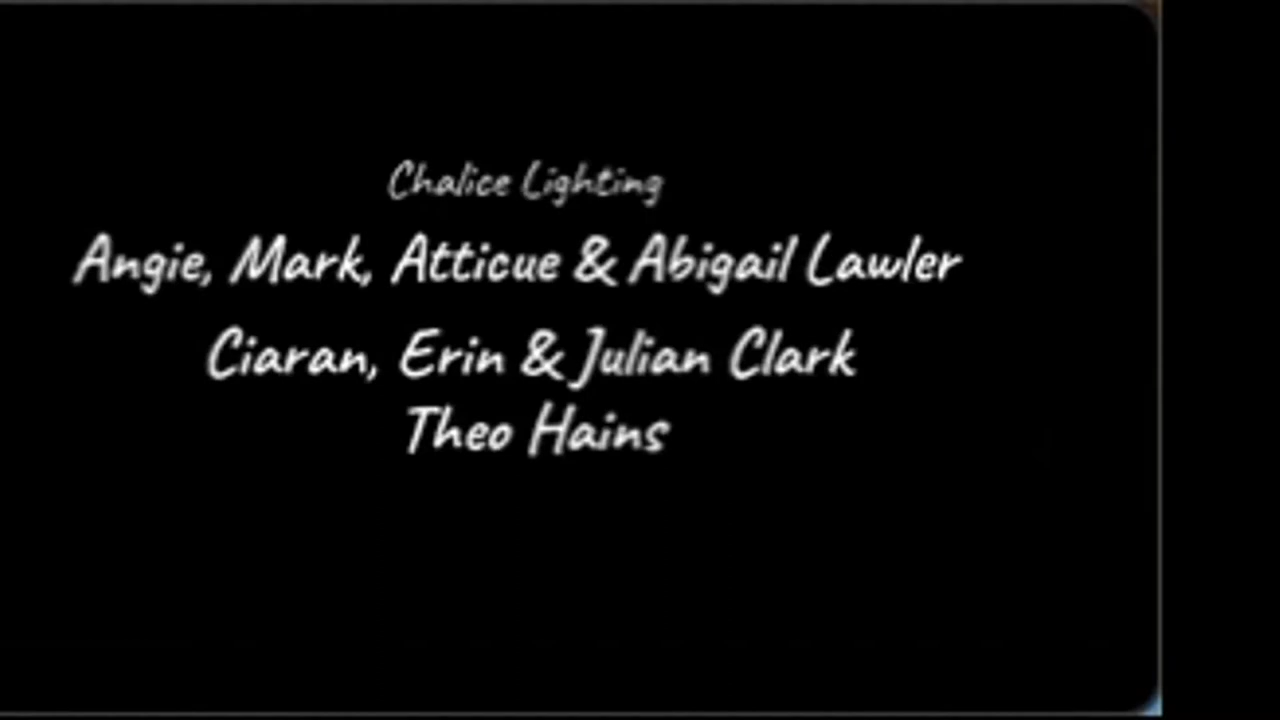 Chalice Lighting
Angie, Mark, Atticue & Abigail Lawler
Ciaran, Erin & Julian Clark
Theo Hains